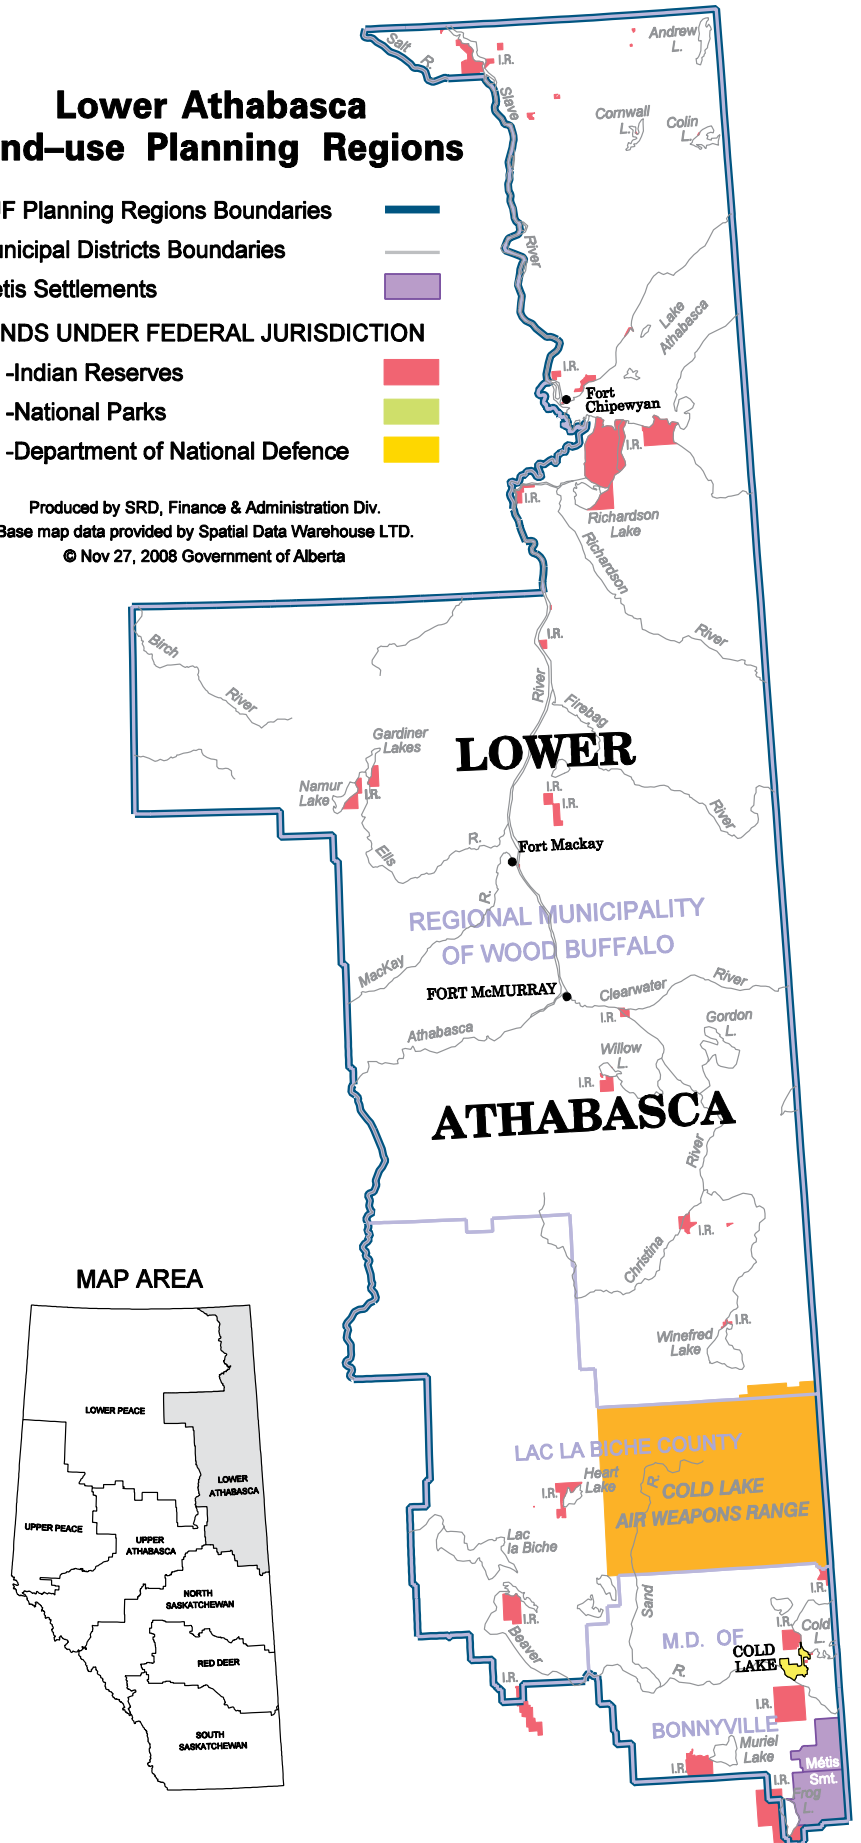 Lower Athabasca
nd–use Planning Regions
F Planning Regions Boundaries
nicipal Districts Boundaries
tis Settlements
NDS UNDER FEDERAL JURISDICTION
-Indian Reserves
-National Parks
-Department of National Defence
Produced by SRD, Finance & Administration Div.
Base map data provided by Spatial Data Warehouse LTD.
© Nov 27, 2008 Government of Alberta
Salt R.
I.R.
Slave
River
Andrew
L.
Cornwall
L.
Colin
L.
Lake
Athabasca
I.R.
Fort
Chipewyan
I.R.
I.R.
Richardson
Lake
Richardson
River
Birch
River
I.R.
River
Firebag
River
Gardiner
Lakes
Namur
Lake
I.R.
LOWER
I.R.
I.R.
Ells
R.
Fort Mackay
R.
MacKay
REGIONAL MUNICIPALITY
OF WOOD BUFFALO
FORT McMURRAY
Clearwater
River
I.R.
Gordon
L.
Athabasca
Willow
L.
I.R.
ATHABASCA
River
I.R.
Christina
I.R.
Winefred
Lake
LAC LA BICHE COUNTY
Heart
Lake
I.R.
R.
COLD LAKE
AIR WEAPONS RANGE
Lac
la Biche
I.R.
Sand
I.R.
Beaver
I.R.
M.D. OF
I.R.
Cold
L.
COLD
LAKE
R.
I.R.
BONNYVILLE
Muriel
Lake
I.R.
Métis
Smt.
I.R.
Frog
L.
MAP AREA
LOWER PEACE
LOWER
ATHABASCA
UPPER PEACE
UPPER
ATHABASCA
NORTH
SASKATCHEWAN
RED DEER
SOUTH
SASKATCHEWAN